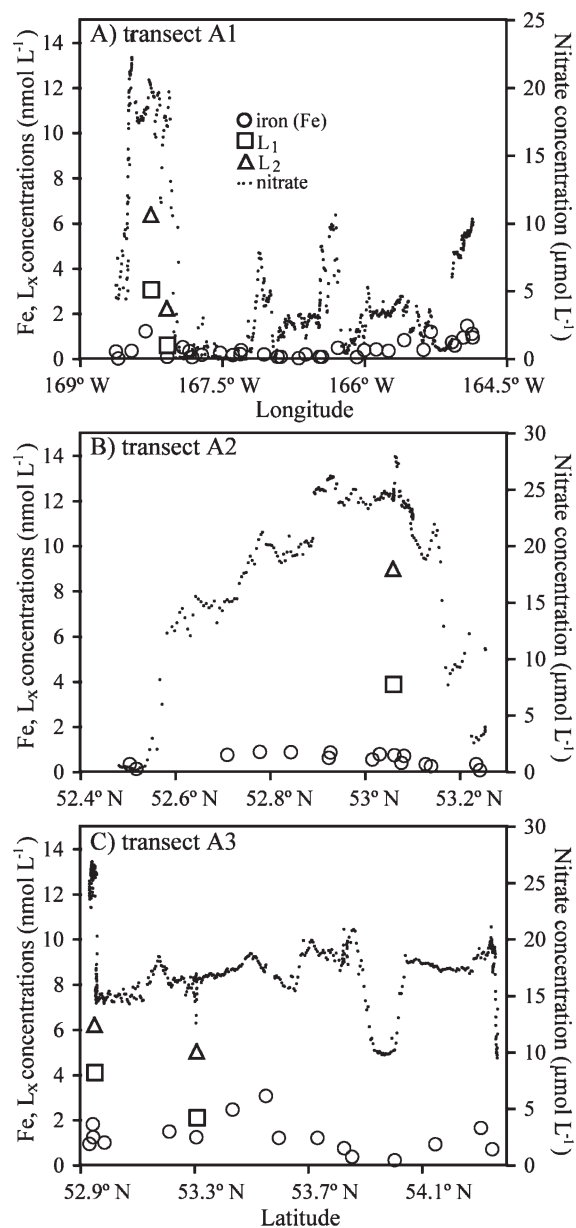 A) transect A1
Fe, Lx concentrations (nmol L-1)
14
12
10
8
6
4
2
0
iron (Fe)
L1
L2
nitrate
25
20
15
10
5
0
Nitrate concentration (μmol L-1)
169° W
167.5° W
166° W
164.5° W
Longitude
B) transect A2
Fe, Lx concentrations (nmol L-1)
14
12
10
8
6
4
2
0
30
25
20
15
10
5
0
Nitrate concentration (μmol L-1)
52.4° N
52.6° N
52.8° N
53° N
53.2° N
C) transect A3
Fe, Lx concentrations (nmol L-1)
14
12
10
8
6
4
2
0
30
25
20
15
10
5
0
Nitrate concentration (μmol L-1)
52.9° N
53.3° N
53.7° N
54.1° N
Latitude